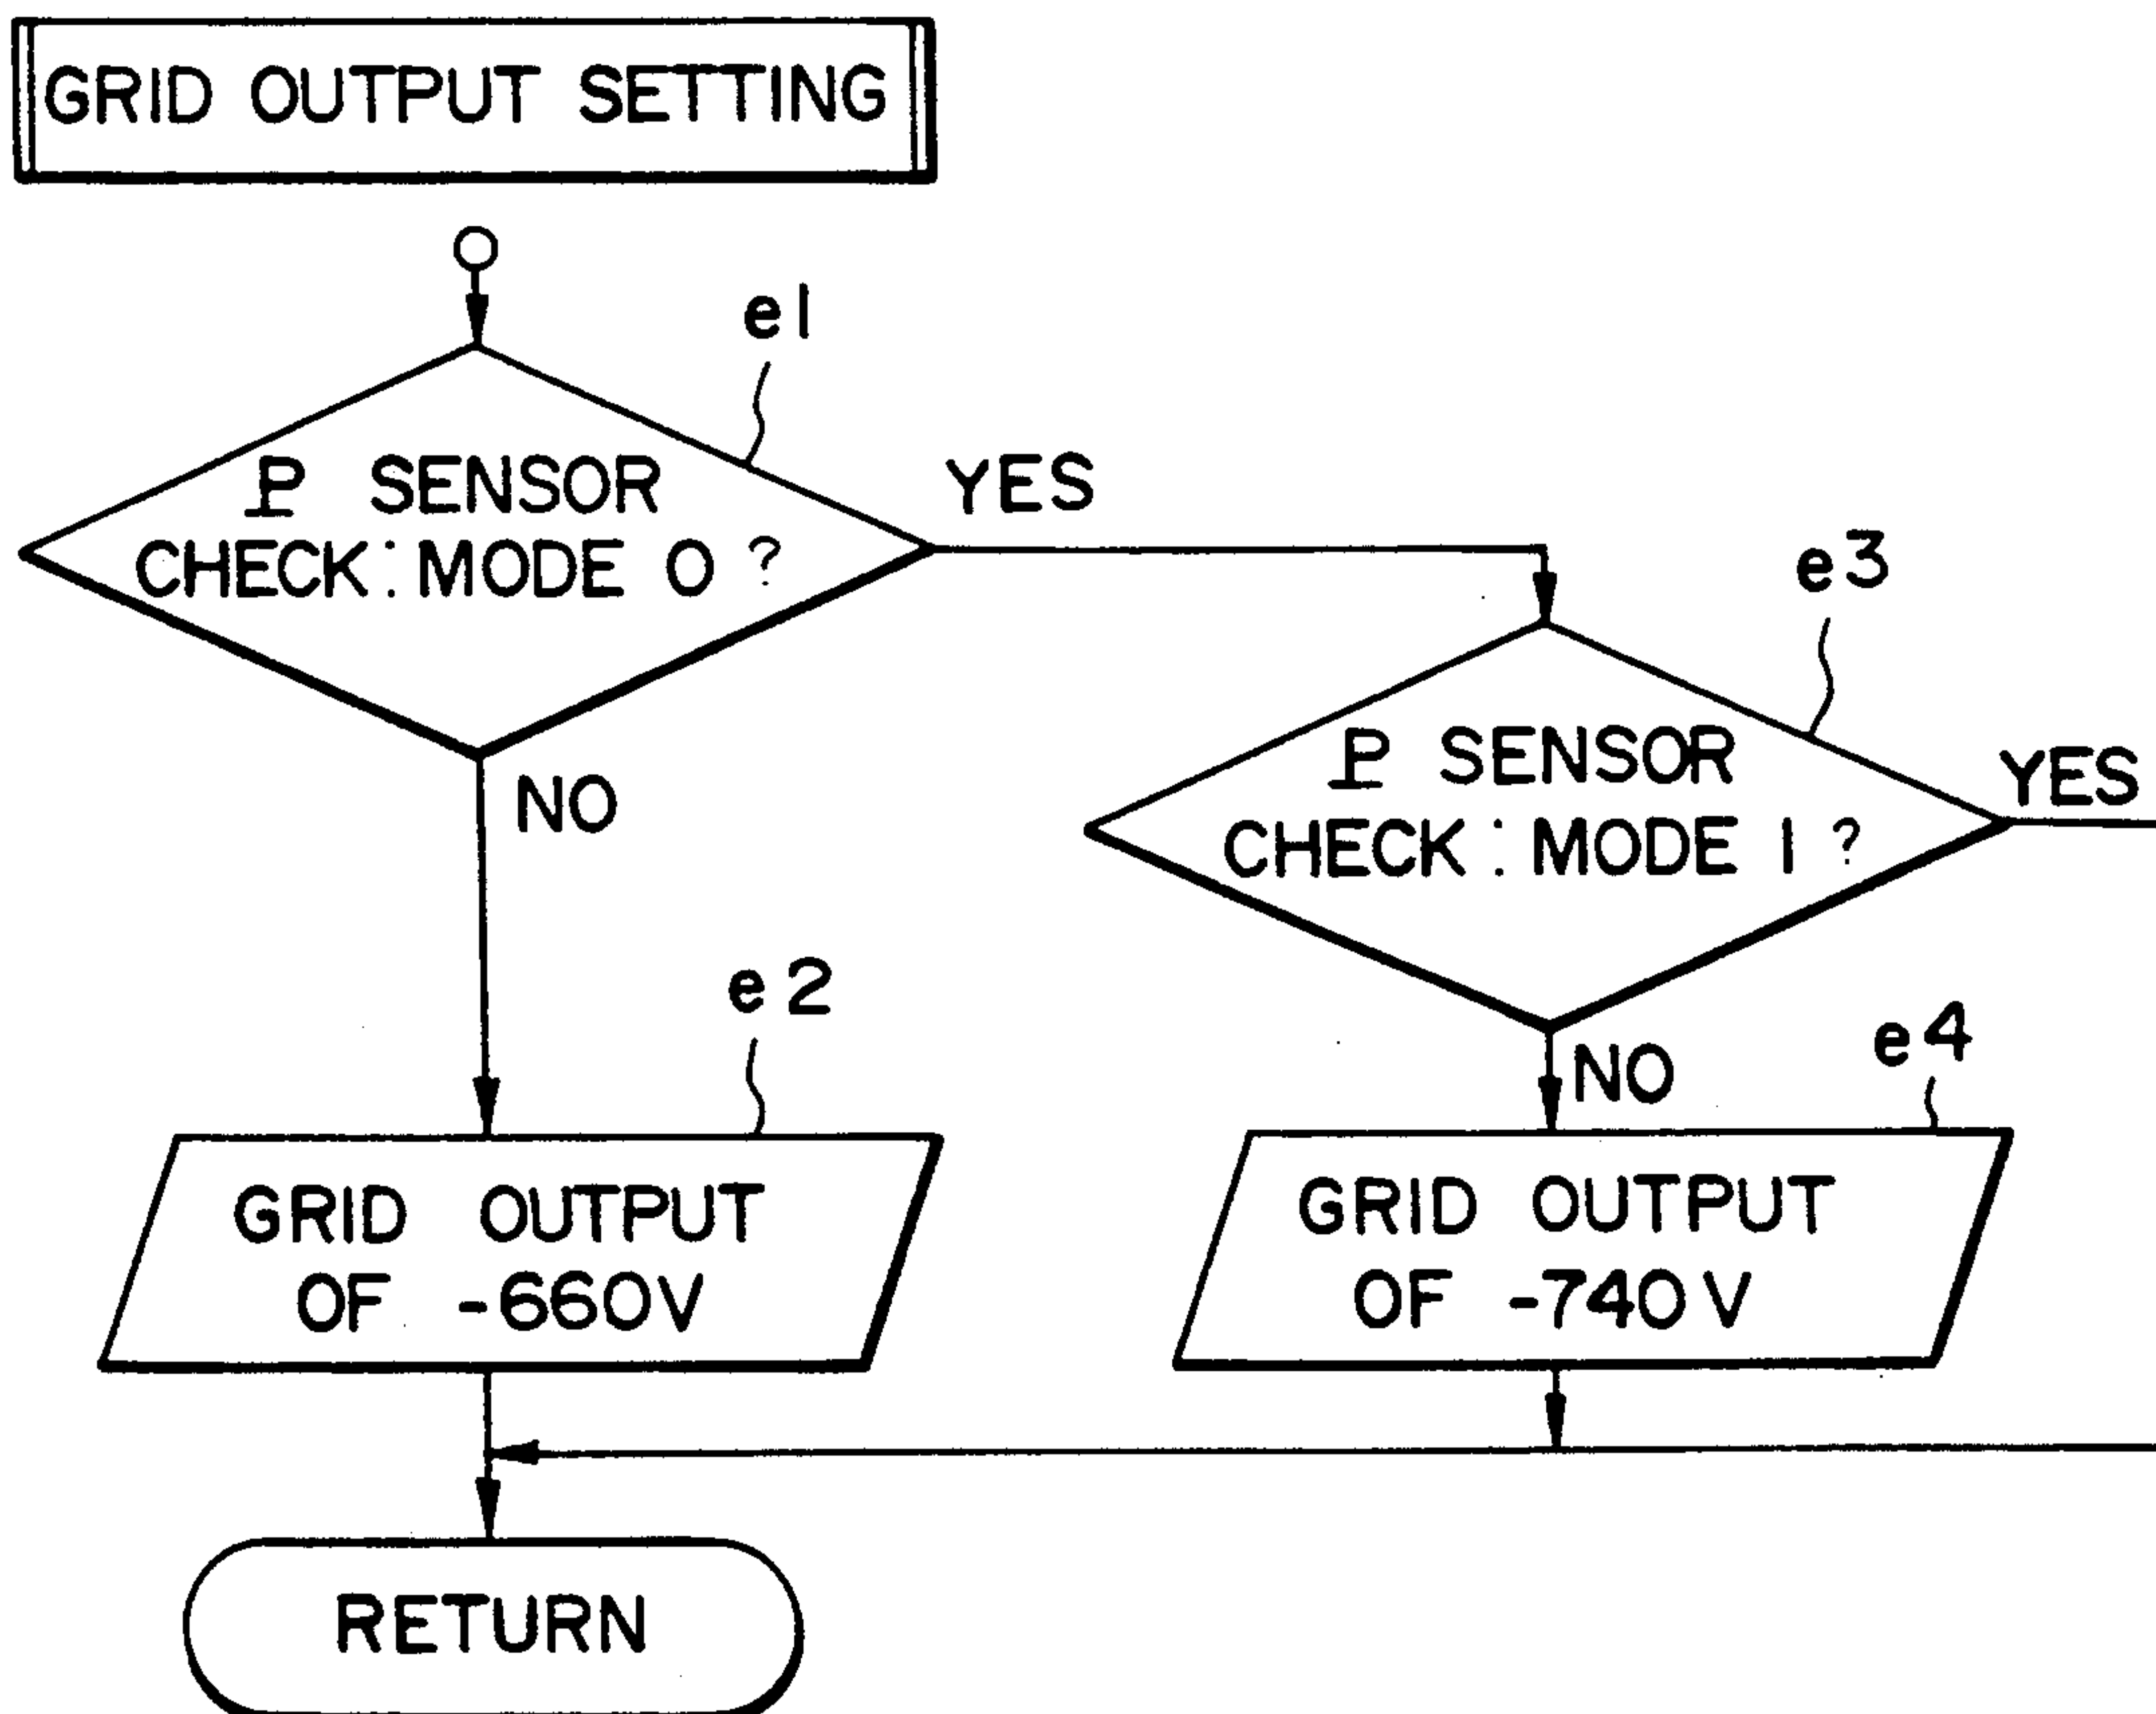 GRID OUTPUT SETTING
e1
P SENSOR
CHECK: MODE 0 ?
YES
NO
e3
P SENSOR
CHECK: MODE 1 ?
YES
NO
e2
GRID OUTPUT
OF -660V
e4
GRID OUTPUT
OF -740V
RETURN